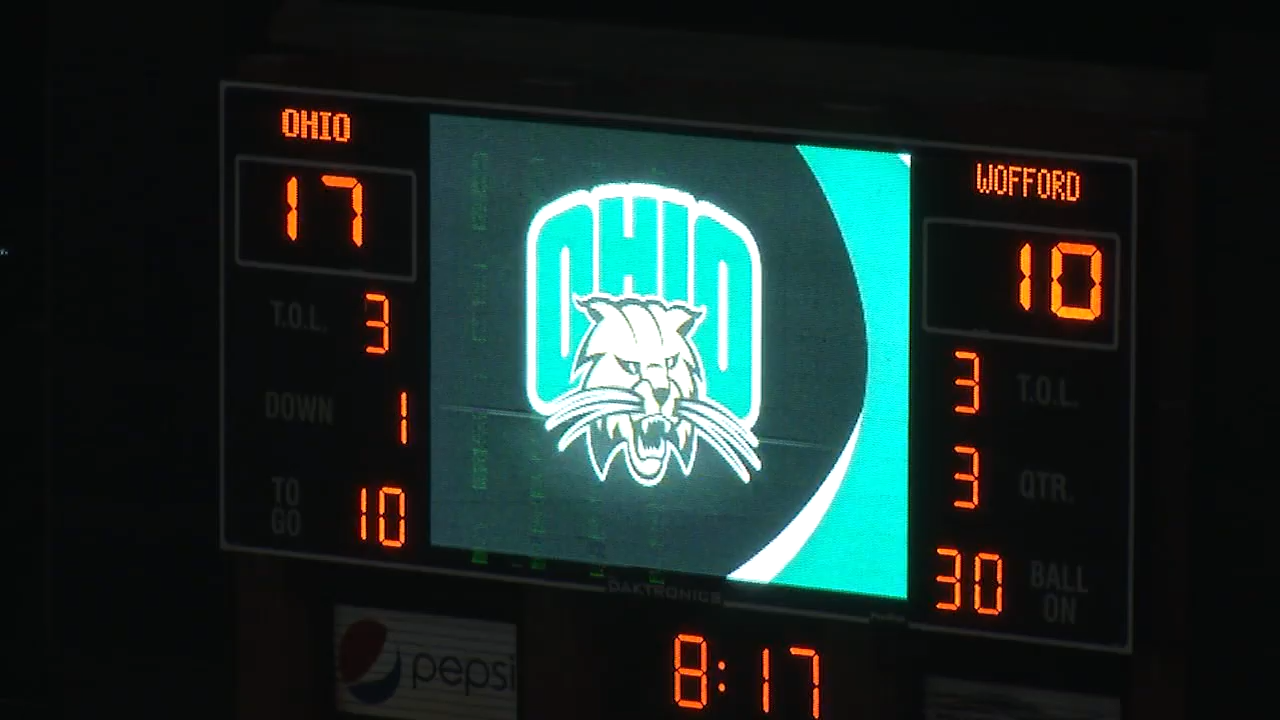 OHIO
17
T.O.L. 3
DOWN 1
TO GO 10
OHIO
WOFFORD
10
3 T.O.L.
3 QTR.
30 BALL ON
DAKTRONICS
pepsi
8:17